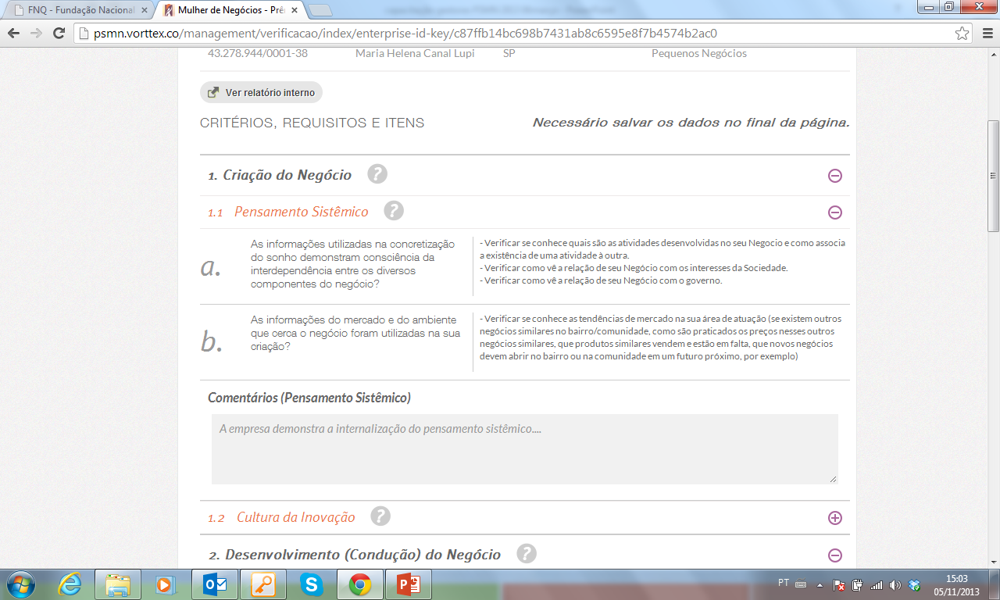 FNQ - Fundação Nacional
Mulher de Negócios - Prê
psmn.vorttex.co/management/verificacao/index/enterprise-id-key/c87ffb14bc698b7431ab8c6595e8f7b4574b2ac0
43.278.944/0001-38 Maria Helena Canal Lupi SP Pequenos Negócios
Ver relatório interno
CRITÉRIOS, REQUISITOS E ITENS Necessário salvar os dados no final da página.
1. Criação do Negócio ?
1.1 Pensamento Sistêmico ?
a.
As informações utilizadas na concretização
do sonho demonstram consciência da
interdependência entre os diversos
componentes do negócio?
- Verificar se conhece quais são as atividades desenvolvidas no seu Negocio e como associa
a existência de uma atividade à outra.
- Verificar como vê a relação de seu Negócio com os interesses da Sociedade.
- Verificar como vê a relação de seu Negócio com o governo.
b.
As informações do mercado e do ambiente
que cerca o negócio foram utilizadas na sua
criação?
- Verificar se conhece as tendências de mercado na sua área de atuação (se existem outros
negócios similares no bairro/comunidade, como são praticados os preços nesses outros
negócios similares, que produtos similares vendem e estão em falta, que novos negócios
devem abrir no bairro ou na comunidade em um futuro próximo, por exemplo)
Comentários (Pensamento Sistêmico)
A empresa demonstra a internalização do pensamento sistêmico....
1.2 Cultura da Inovação ?
2. Desenvolvimento (Condução) do Negócio ?
PT
15:03
05/11/2013